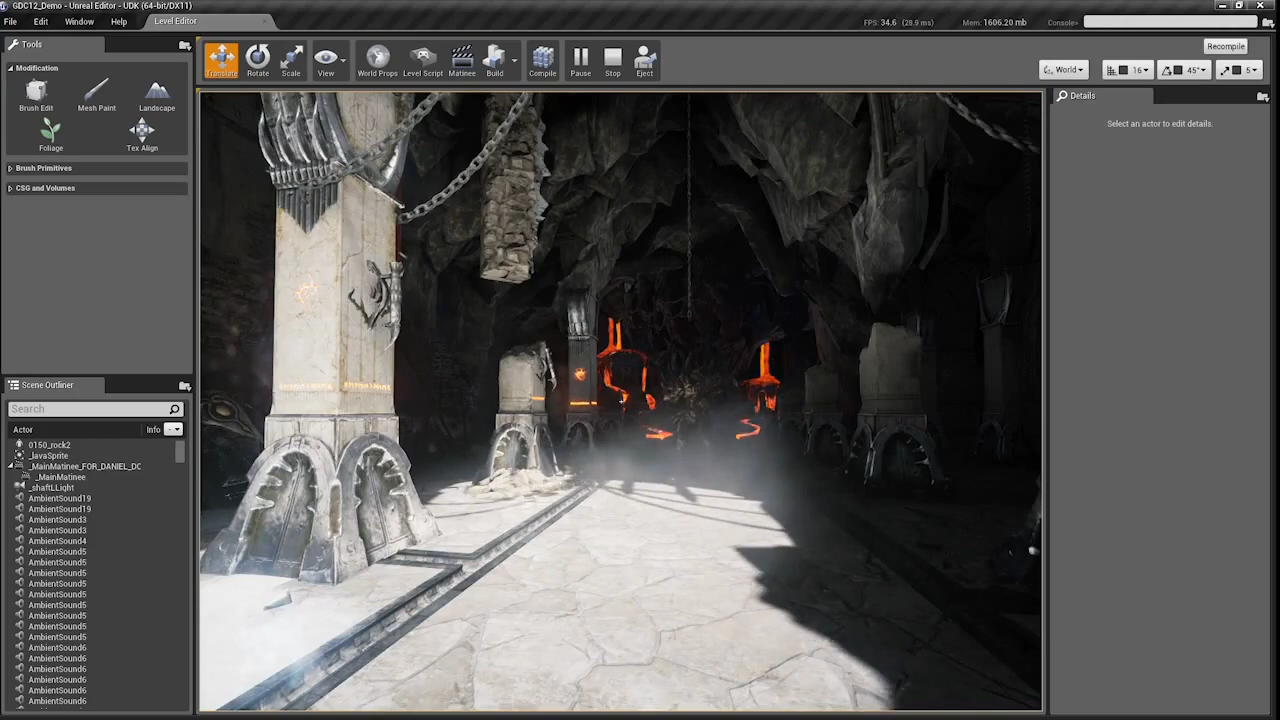 GDC12_Demo - Unreal Editor - UDK (64-bit/DX11)
File Edit Window Help Level Editor FPS: 34.6 (28.9 ms) Mem: 1606.20 mb Console>
Tools
Modification
Brush Edit Mesh Paint Landscape
Foliage Tex Align
Brush Primitives
CSG and Volumes
Translate Rotate Scale View World Props Level Script Matinee Build Compile Pause Stop Eject
Recompile
World 16 45° 5
Details
Select an actor to edit details.
Scene Outliner
Search
Actor Info
0150_rock2
_lavaSprite
_MainMatinee_FOR_DANIEL_DC
_MainMatinee
_shaftLLight
AmbientSound19
AmbientSound19
AmbientSound3
AmbientSound3
AmbientSound4
AmbientSound5
AmbientSound5
AmbientSound5
AmbientSound5
AmbientSound5
AmbientSound5
AmbientSound5
AmbientSound5
AmbientSound6
AmbientSound6
AmbientSound6
AmbientSound6
AmbientSound6
AmbientSound6